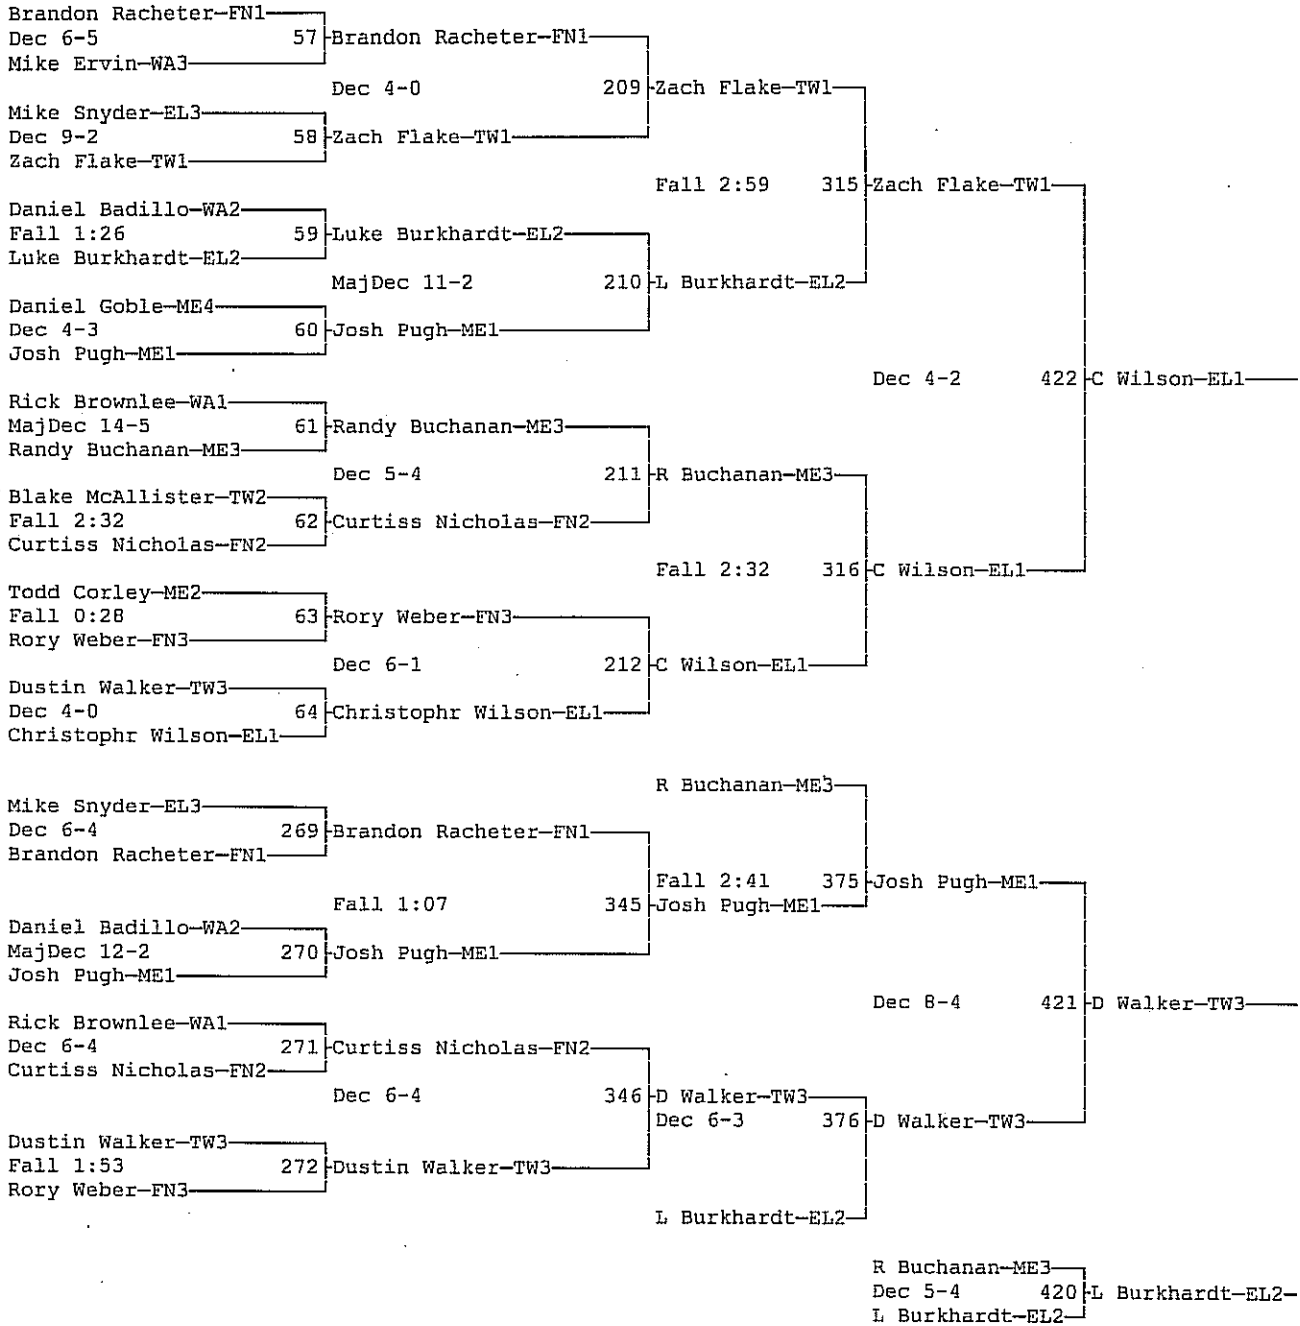 Brandon Racheter—FN1
Dec 6-5 57 Brandon Racheter—FN1
Mike Ervin—WA3
Dec 4-0 209 Zach Flake—TW1
Mike Snyder—EL3
Dec 9-2 58 Zach Flake—TW1
Zach Flake—TW1
Fall 2:59 315 Zach Flake—TW1
Daniel Badillo—WA2
Fall 1:26 59 Luke Burkhardt—EL2
Luke Burkhardt—EL2
MajDec 11-2 210 L Burkhardt—EL2
Daniel Goble—ME4
Dec 4-3 60 Josh Pugh—ME1
Josh Pugh—ME1
Dec 4-2 422 C Wilson—EL1
Rick Brownlee—WA1
MajDec 14-5 61 Randy Buchanan—ME3
Randy Buchanan—ME3
Dec 5-4 211 R Buchanan—ME3
Blake McAllister—TW2
Fall 2:32 62 Curtiss Nicholas—FN2
Curtiss Nicholas—FN2
Fall 2:32 316 C Wilson—EL1
Todd Corley—ME2
Fall 0:28 63 Rory Weber—FN3
Rory Weber—FN3
Dec 6-1 212 C Wilson—EL1
Dustin Walker—TW3
Dec 4-0 64 Christophr Wilson—EL1
Christophr Wilson—EL1
R Buchanan—ME3
Mike Snyder—EL3
Dec 6-4 269 Brandon Racheter—FN1
Brandon Racheter—FN1
Fall 2:41 375 Josh Pugh—ME1
Fall 1:07 345 Josh Pugh—ME1
Daniel Badillo—WA2
MajDec 12-2 270 Josh Pugh—ME1
Josh Pugh—ME1
Dec 8-4 421 D Walker—TW3
Rick Brownlee—WA1
Dec 6-4 271 Curtiss Nicholas—FN2
Curtiss Nicholas—FN2
Dec 6-4 346 D Walker—TW3
Dec 6-3 376 D Walker—TW3
Dustin Walker—TW3
Fall 1:53 272 Dustin Walker—TW3
Rory Weber—FN3
L Burkhardt—EL2
R Buchanan—ME3
Dec 5-4 420 L Burkhardt—EL2
L Burkhardt—EL2